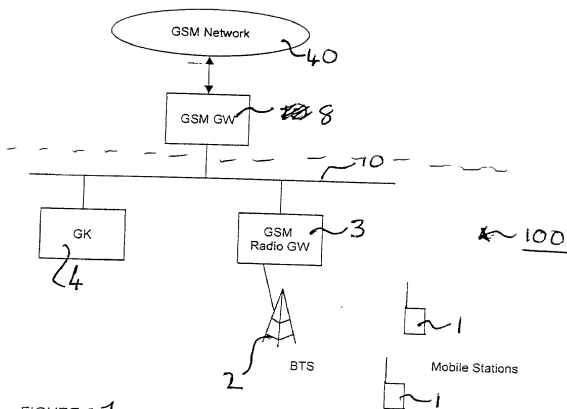 GSM Network
40
GSM GW
8
10
GK
4
GSM
Radio GW
3
100
2
BTS
1
Mobile Stations
1
FIGURE 1